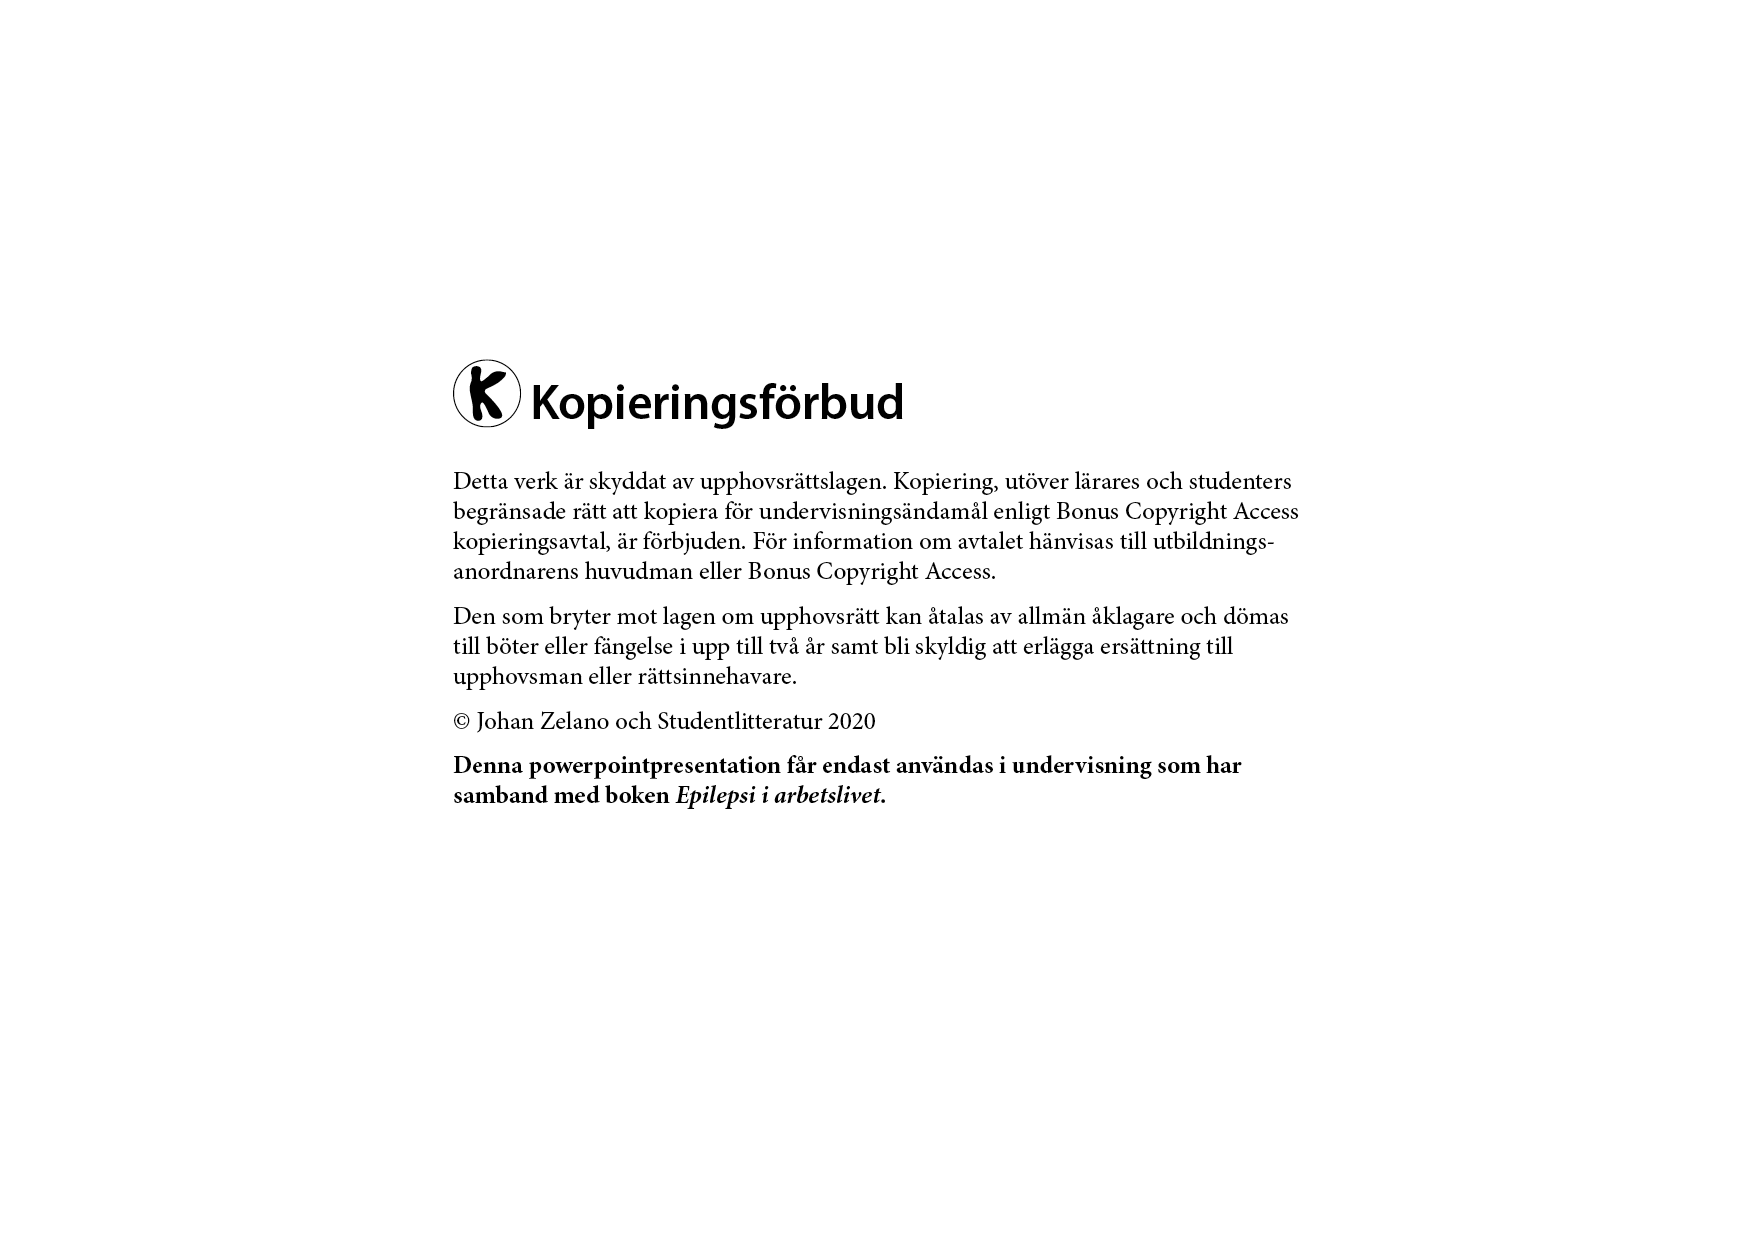 K Kopieringsförbud
Detta verk är skyddat av upphovsrättslagen. Kopiering, utöver lärares och studenters
begränsade rätt att kopiera för undervisningsändamål enligt Bonus Copyright Access
kopieringsavtal, är förbjuden. För information om avtalet hänvisas till utbildnings-
anordnarens huvudman eller Bonus Copyright Access.
Den som bryter mot lagen om upphovsrätt kan åtalas av allmän åklagare och dömas
till böter eller fängelse i upp till två år samt bli skyldig att erlägga ersättning till
upphovsman eller rättsinnehavare.
© Johan Zelano och Studentlitteratur 2020
Denna powerpointpresentation får endast användas i undervisning som har
samband med boken Epilepsi i arbetslivet.